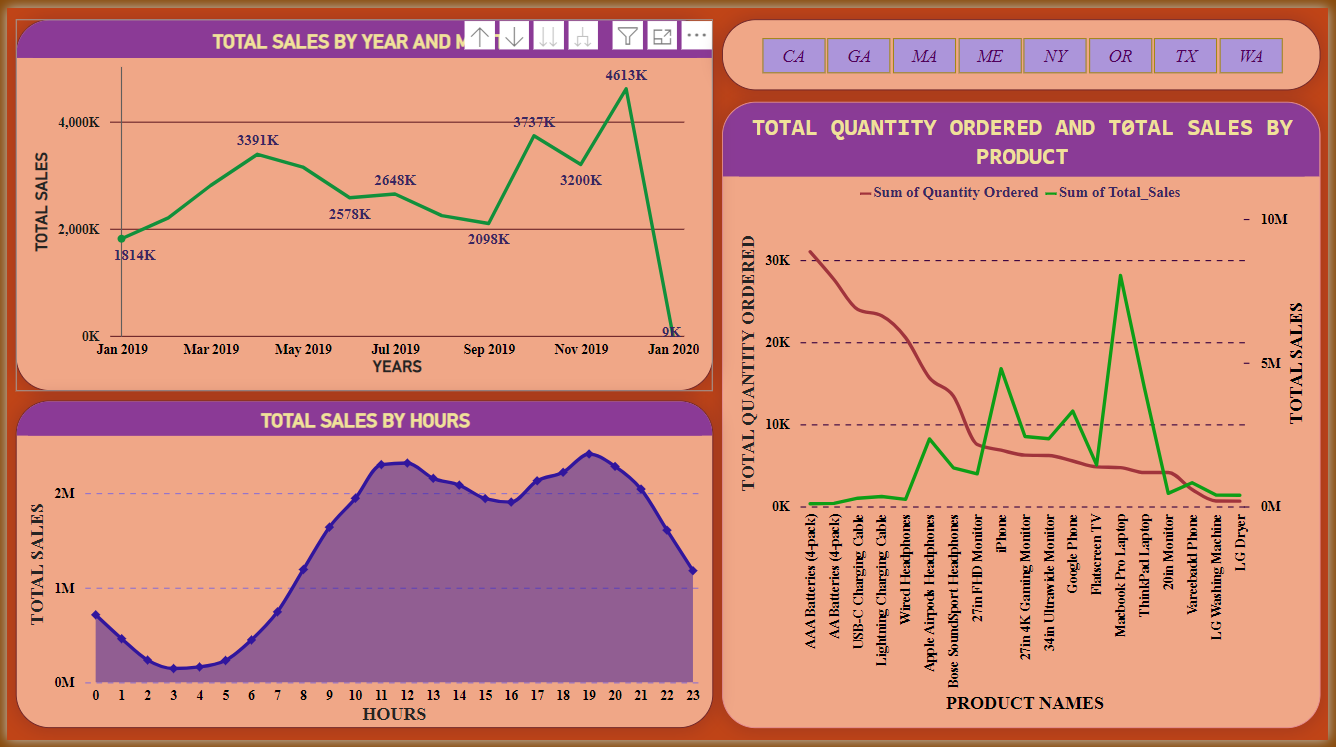 TOTAL SALES BY YEAR AND M
4613K
4,000K
3737K
3391K
3200K
2648K
2578K
2,000K
2098K
1814K
9K
0K
TOTAL SALES
Jan 2019 Mar 2019 May 2019 Jul 2019 Sep 2019 Nov 2019 Jan 2020
YEARS
TOTAL SALES BY HOURS
TOTAL SALES
2M
1M
0M
0 1 2 3 4 5 6 7 8 9 10 11 12 13 14 15 16 17 18 19 20 21 22 23
HOURS
CA GA MA ME NY OR TX WA
TOTAL QUANTITY ORDERED AND TØTAL SALES BY
PRODUCT
Sum of Quantity Ordered Sum of Total_Sales
TOTAL QUANTITY ORDERED
30K
20K
10K
0K
10M
5M
0M
TOTAL SALES
AAA Batteries (4-pack)
AA Batteries (4-pack)
USB-C Charging Cable
Lightning Charging Cable
Wired Headphones
Apple Airpods Headphones
Bose SoundSport Headphones
27in FHD Monitor
iPhone
27in 4K Gaming Monitor
34in Ultrawide Monitor
Google Phone
Flatscreen TV
Macbook Pro Laptop
ThinkPad Laptop
20in Monitor
Vareebadd Phone
LG Washing Machine
LG Dryer
PRODUCT NAMES